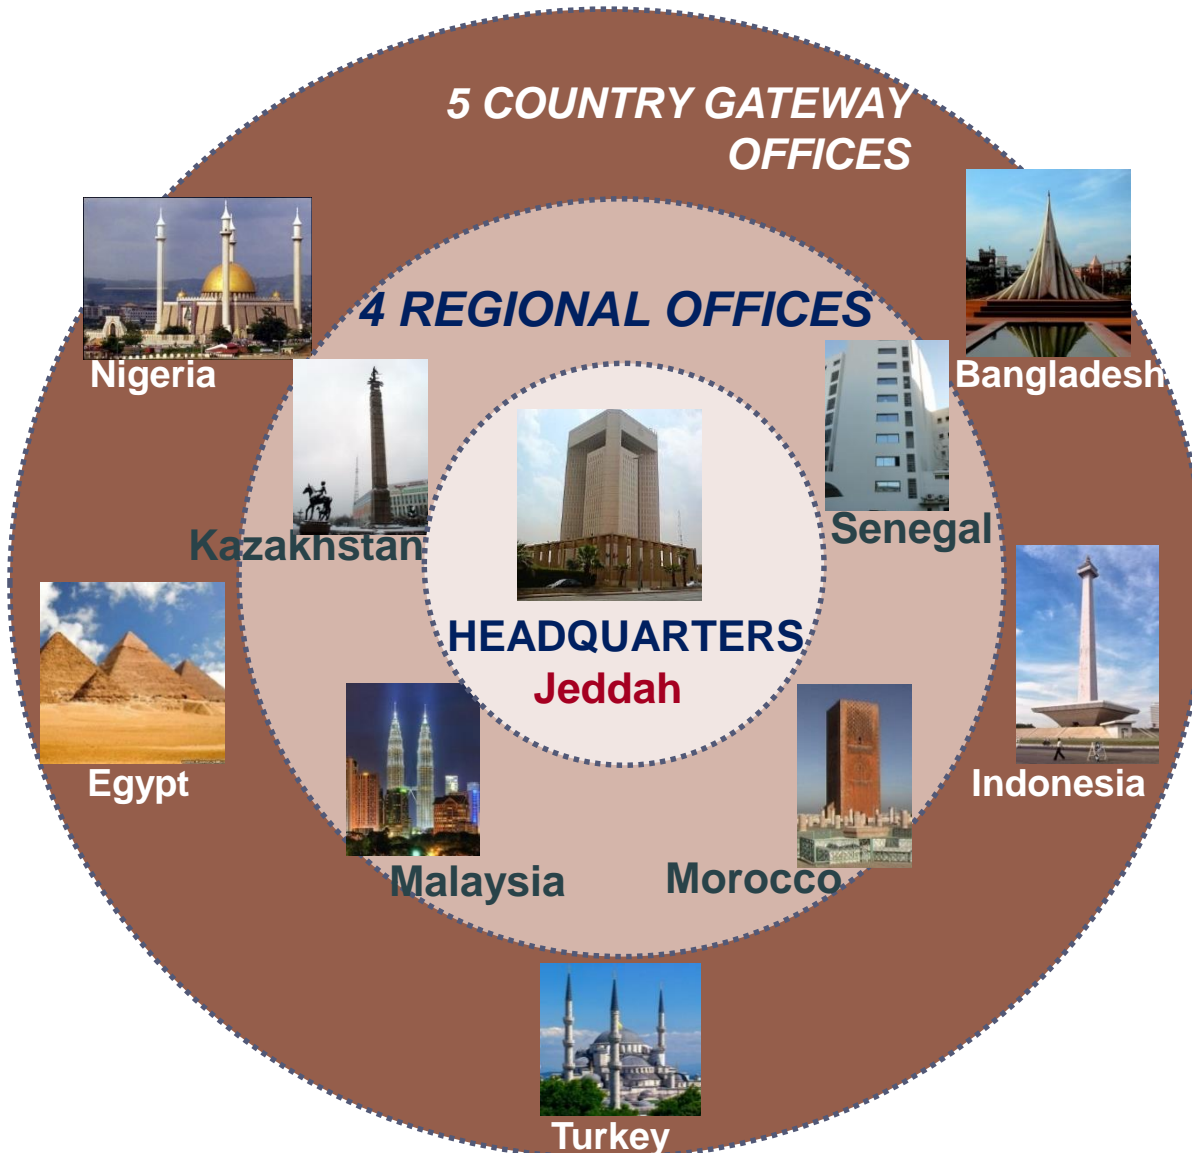 5 COUNTRY GATEWAY
OFFICES
4 REGIONAL OFFICES
Nigeria
Bangladesh
Kazakhstan
Senegal
HEADQUARTERS
Jeddah
Egypt
Indonesia
Malaysia
Morocco
Turkey